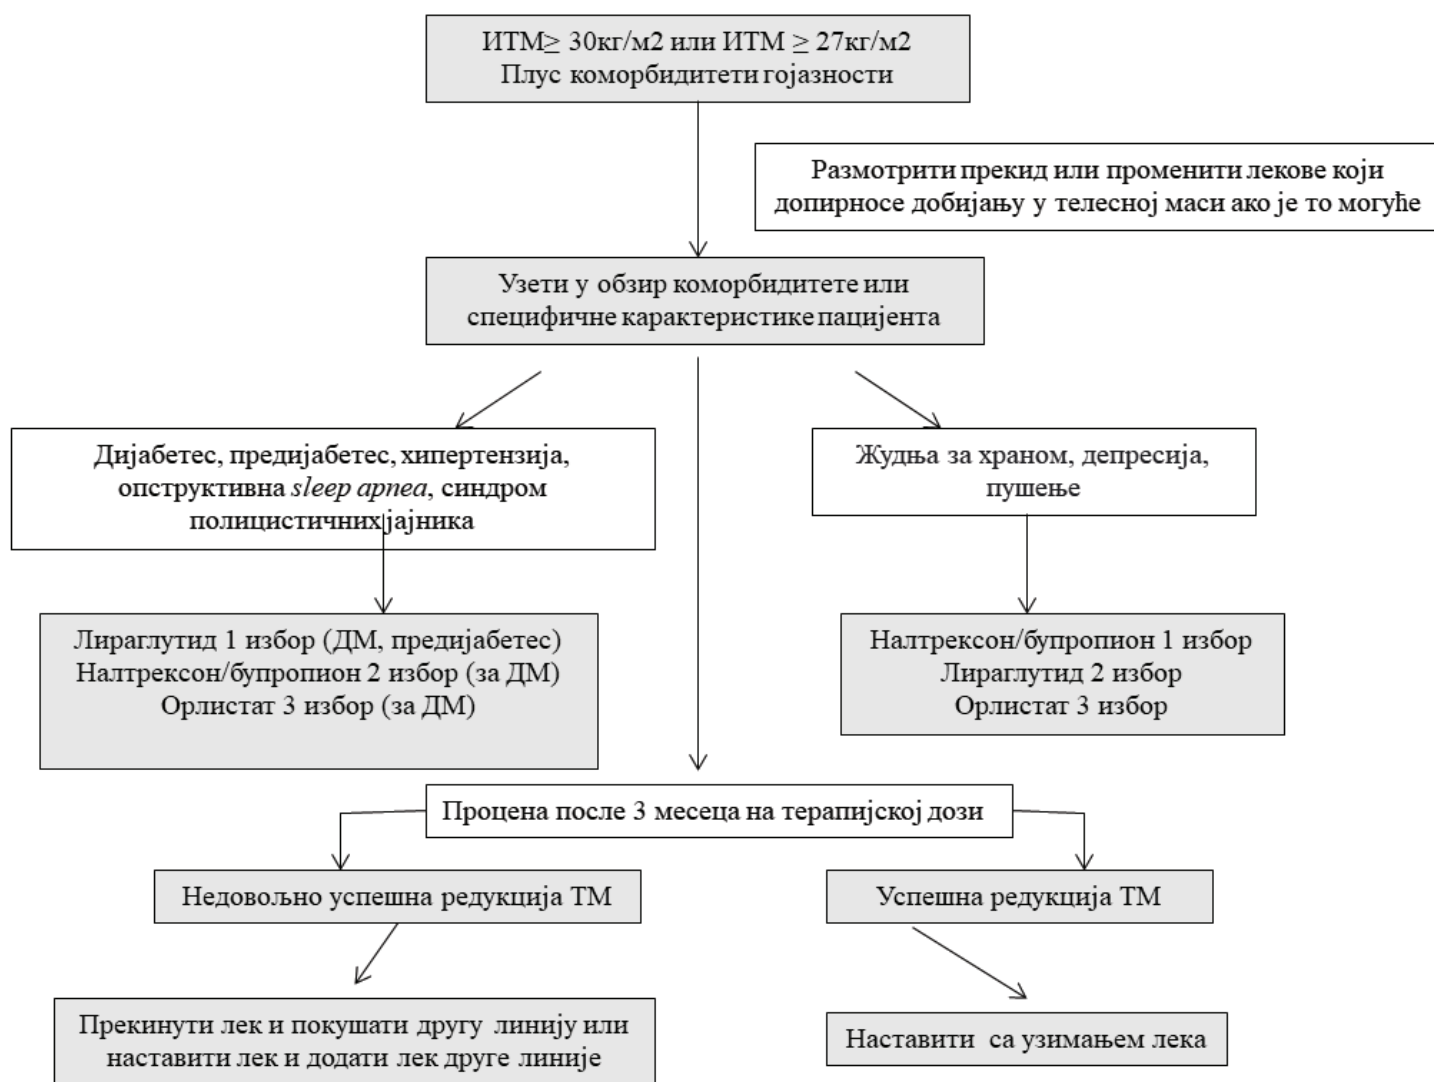 ИТМ≥ 30кг/м2 или ИТМ ≥ 27кг/м2
Плус коморбидитети гојазности
Размотрити прекид или променити лекове који
допирносе добијању у телесној маси ако је то могуће
Узети у обзир коморбидитете или
специфичне карактеристике пацијента
Дијабетес, предијабетес, хипертензија,
опструктивна sleep apnea, синдром
полицистичних јајника
Жудња за храном, депресија,
пушење
Лираглутид 1 избор (ДМ, предијабетес)
Налтрексон/бупропион 2 избор (за ДМ)
Орлистат 3 избор (за ДМ)
Налтрексон/бупропион 1 избор
Лираглутид 2 избор
Орлистат 3 избор
Процена после 3 месеца на терапијској дози
Недовољно успешна редукција ТМ
Успешна редукција ТМ
Прекинути лек и покушати другу линију или
наставити лек и додати лек друге линије
Наставити са узимањем лека